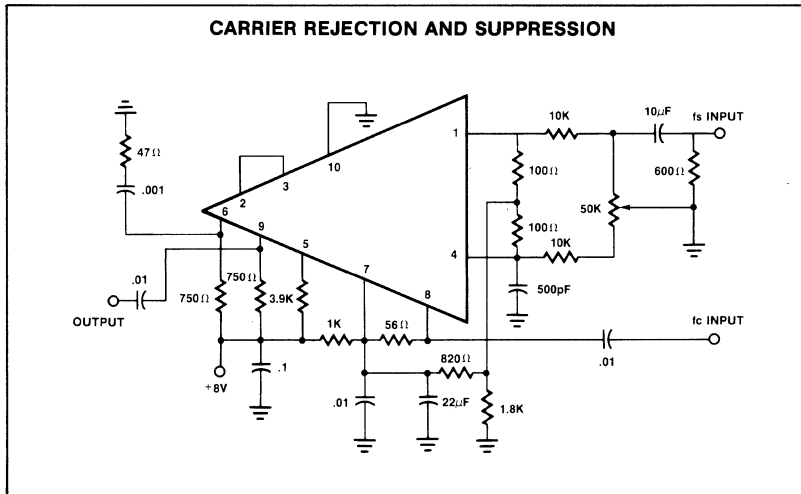 CARRIER REJECTION AND SUPPRESSION
10µF
fs INPUT
10K
1
10
47Ω
100Ω
600Ω
3
2
.001
50K
6
9
100Ω
5
4
10K
7
.01
8
500pF
750Ω
750Ω
3.9K
OUTPUT
1K
56Ω
fc INPUT
820Ω
.01
.1
+8V
.01
22µF
1.8K